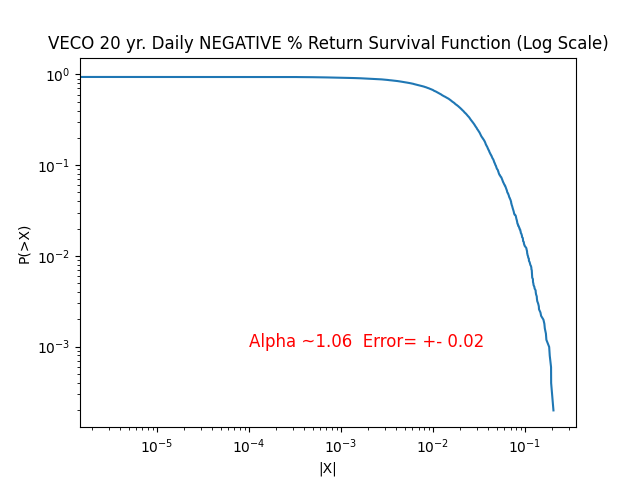 VECO 20 yr. Daily NEGATIVE % Return Survival Function (Log Scale)
10⁰
10⁻¹
10⁻²
10⁻³
P(>X)
Alpha ~1.06  Error= +- 0.02
10⁻⁵ 10⁻⁴ 10⁻³ 10⁻² 10⁻¹
|X|